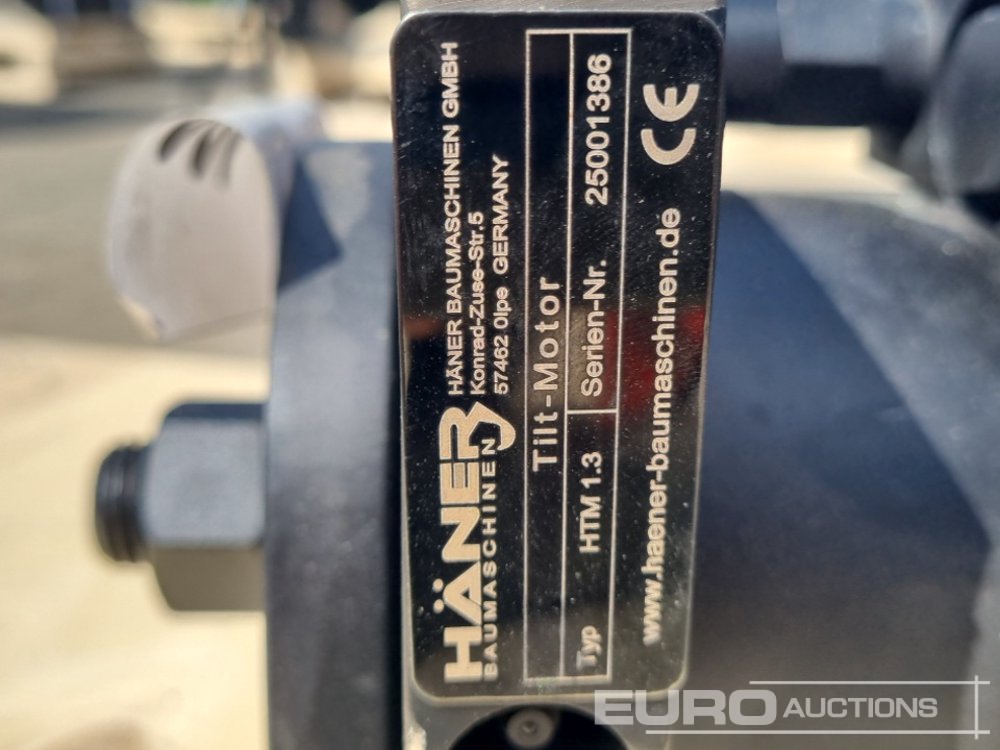 HÄNER
BAUMASCHINEN
HÄNER BAUMASCHINEN GMBH
Konrad-Zuse-Str.5
57462 Olpe GERMANY
Tilt-Motor
Typ HTM 1.3 Serien-Nr. 25001386
www.haener-baumaschinen.de CE
EURO AUCTIONS